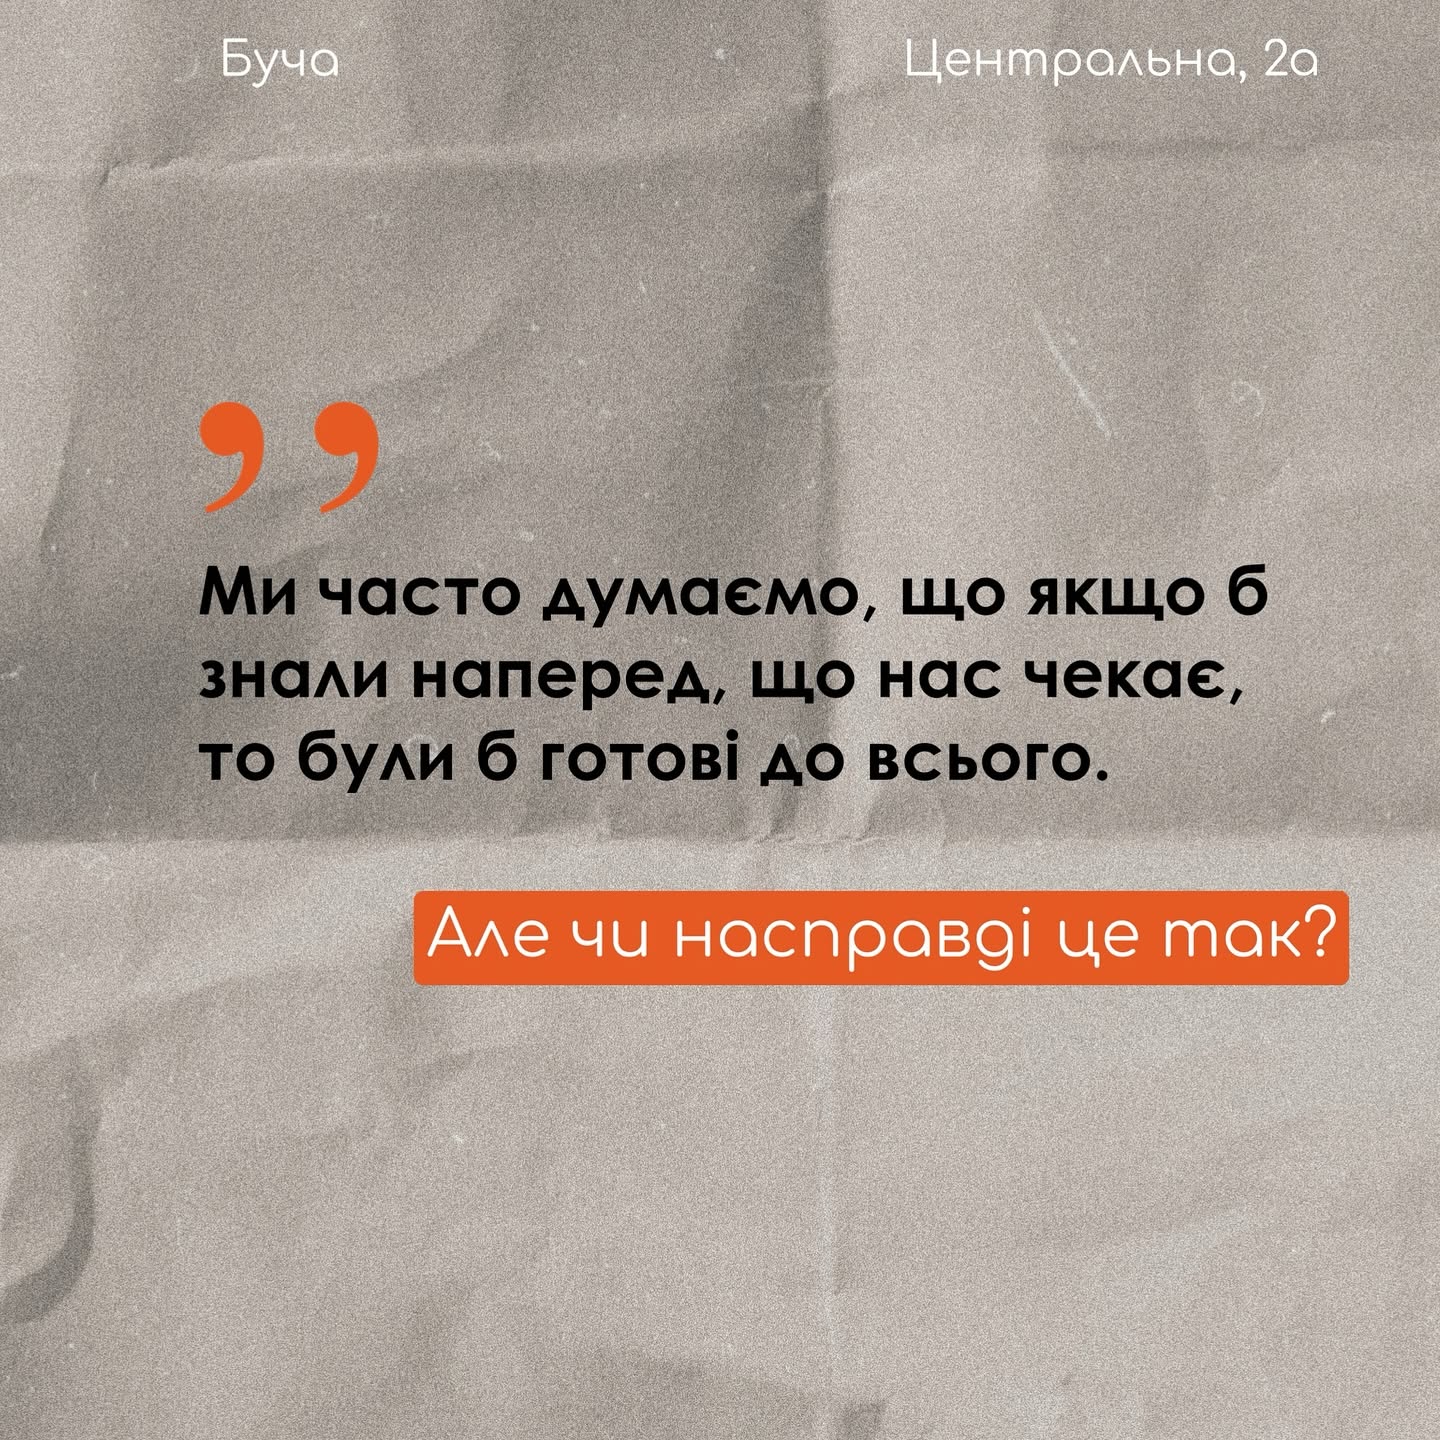 Буча
Центральна, 2а
Ми часто думаємо, що якщо б
знали наперед, що нас чекає,
то були б готові до всього.
Але чи насправді це так?